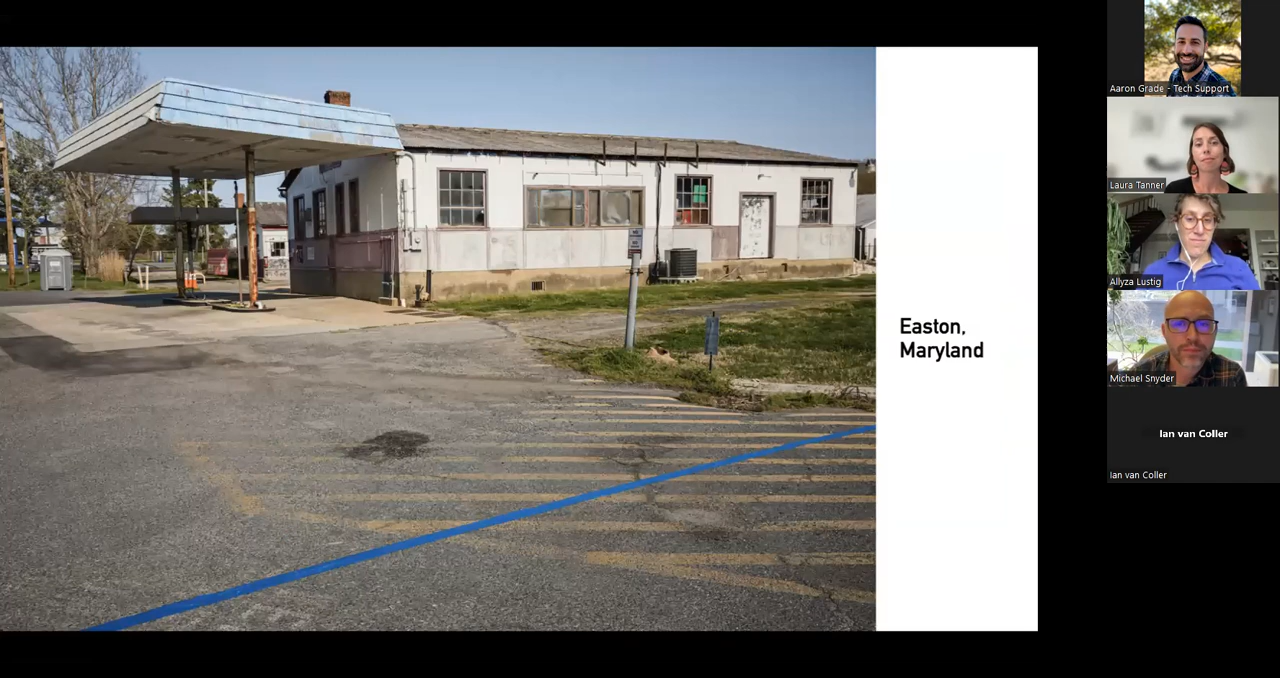 Easton,
Maryland
Aaron Grade - Tech Support
Laura Tanner
Allyza Lustig
Michael Snyder
Ian van Coller
Ian van Coller